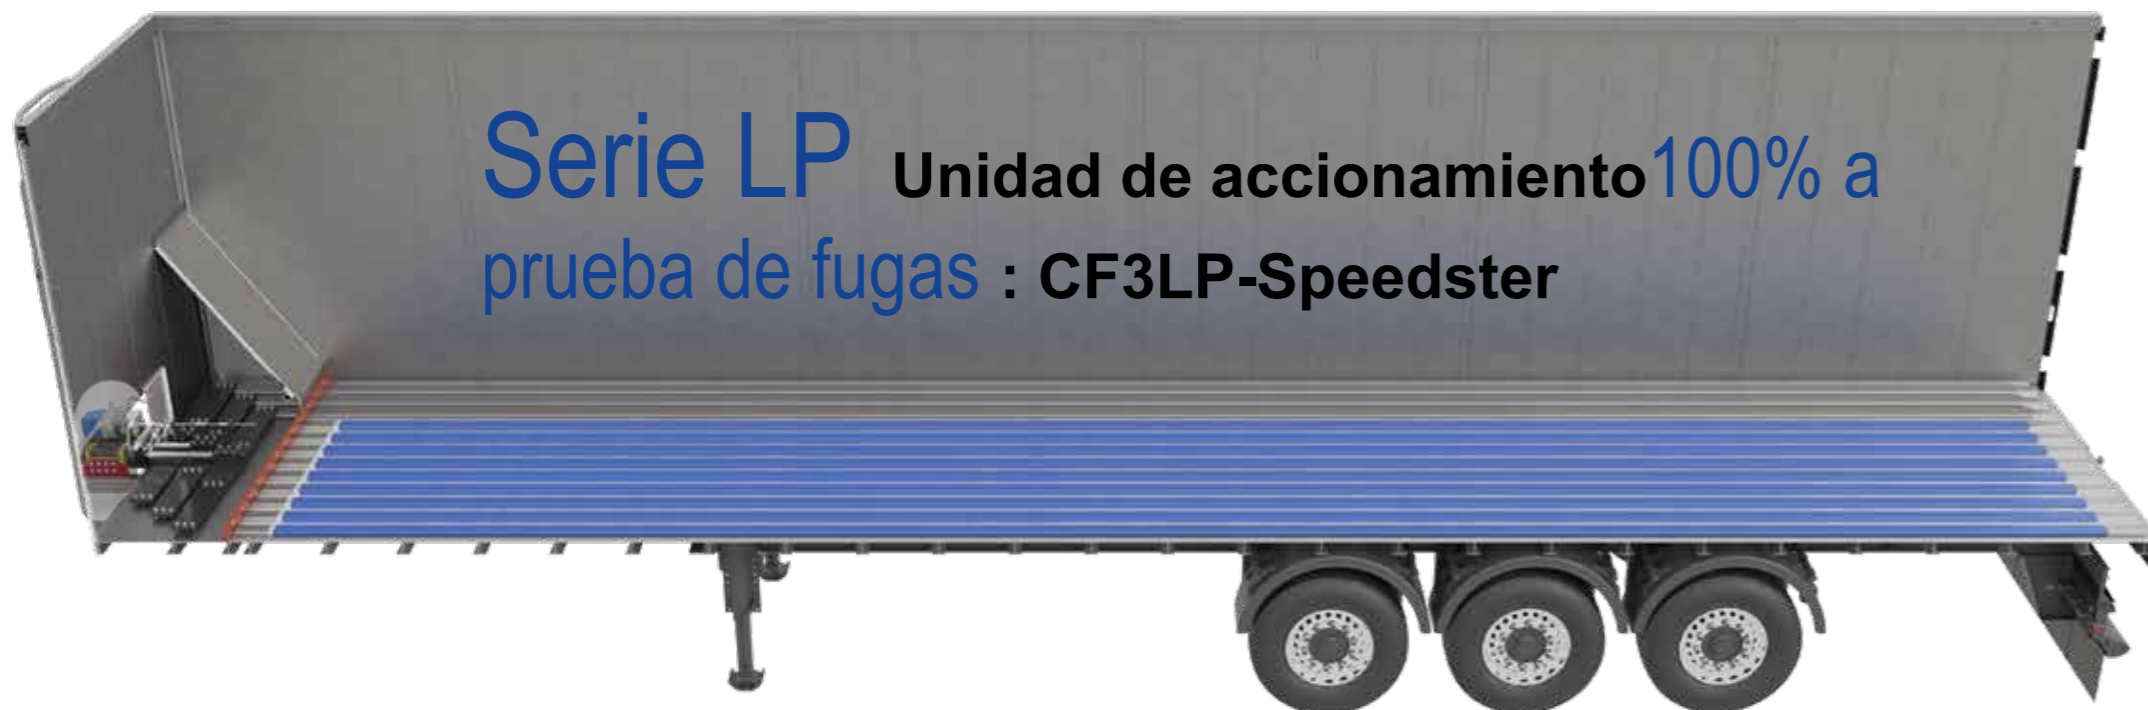 Serie LP Unidad de accionamiento100% a
prueba de fugas : CF3LP-Speedster